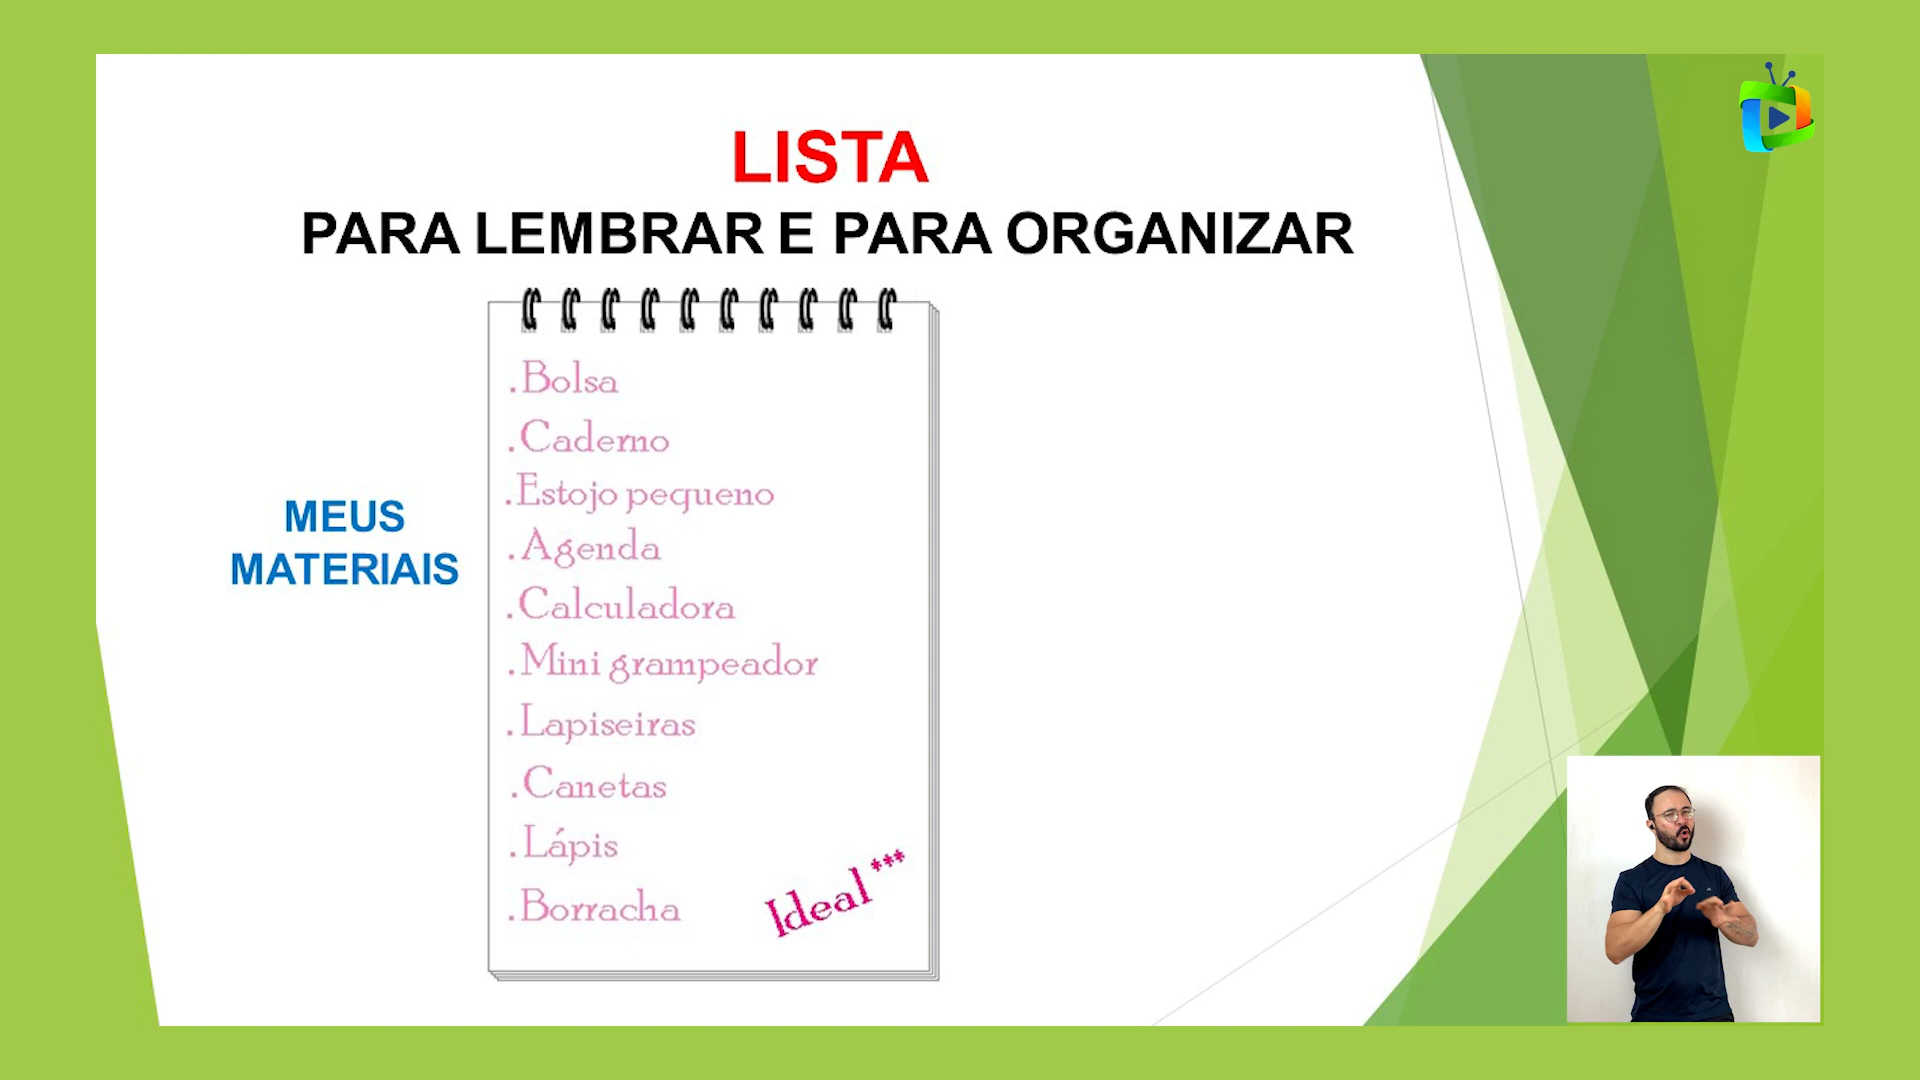 LISTA
PARA LEMBRAR E PARA ORGANIZAR
MEUS
MATERIAIS
.Bolsa
.Caderno
.Estojo pequeno
.Agenda
.Calculadora
.Mini grampeador
.Lapiseiras
.Canetas
.Lápis
.Borracha
Ideal ***